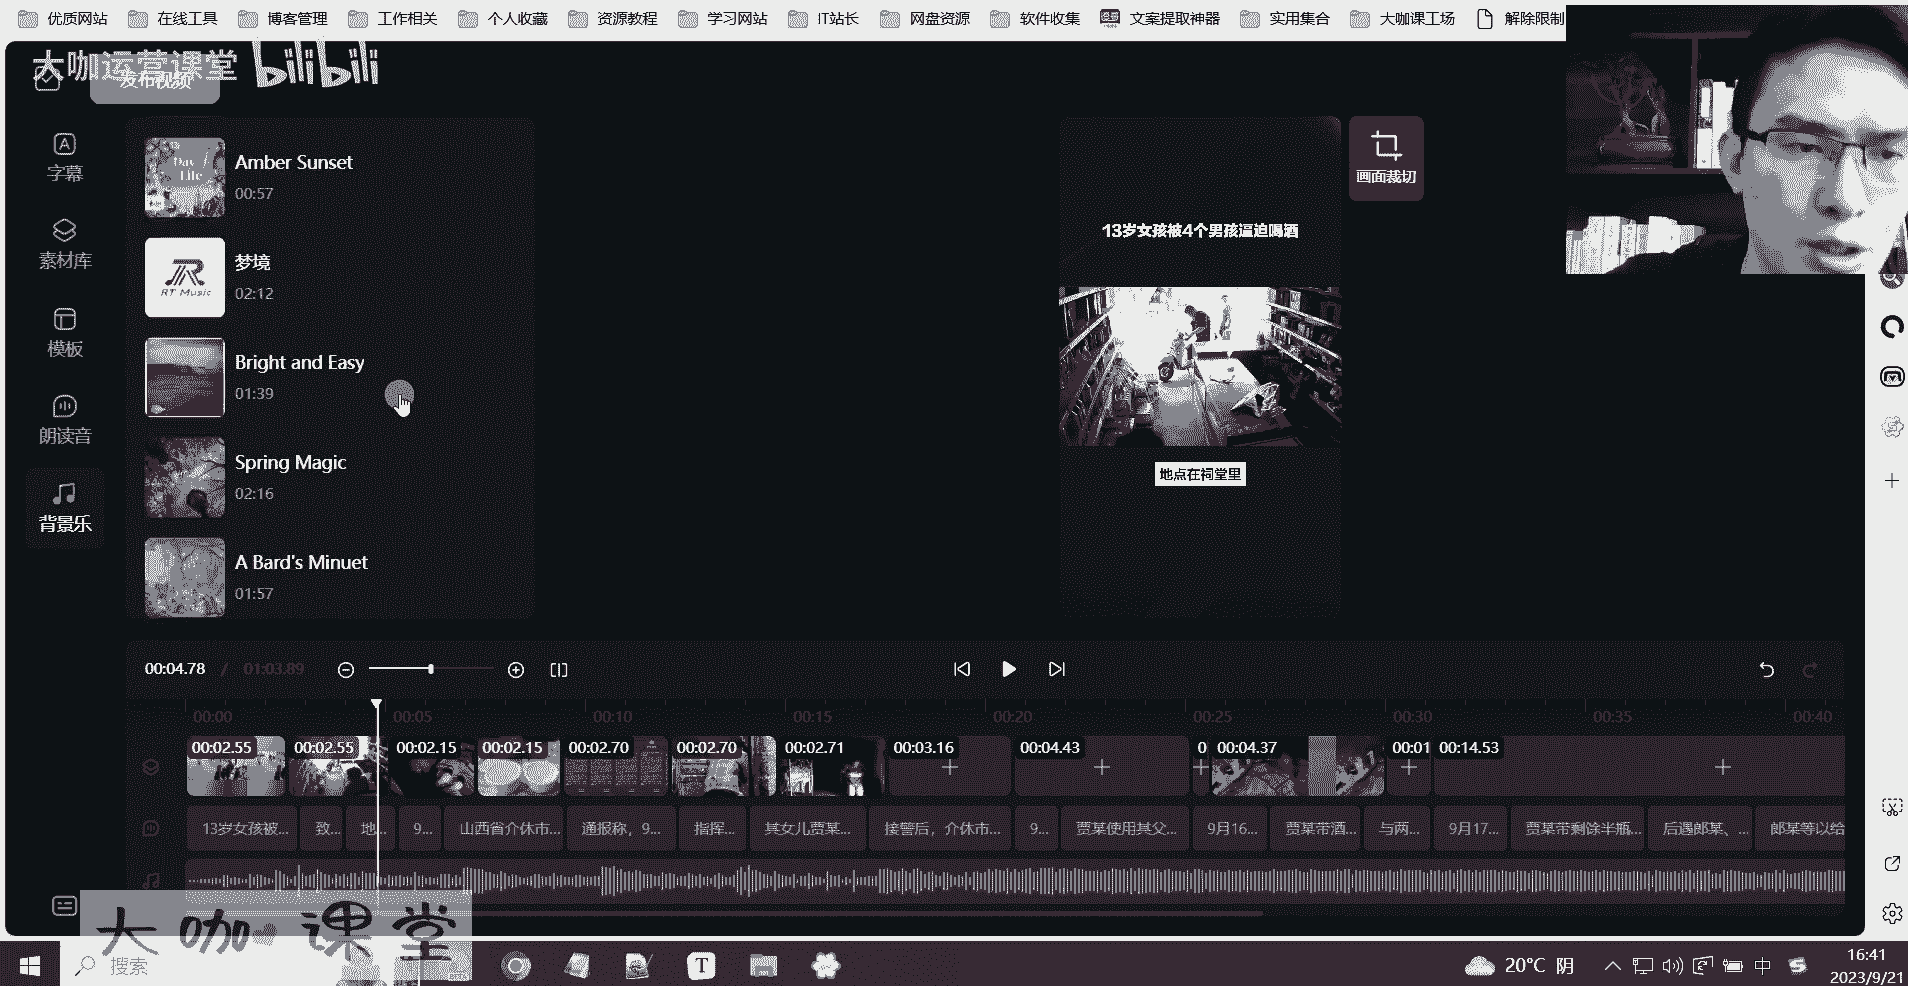 优质网站
在线工具
博客管理
工作相关
个人收藏
资源教程
学习网站
IT站长
网盘资源
软件收集
文案提取神器
实用集合
大咖课工场
解除限制
大咖运营课堂 bilibili
发布视频
字幕
素材库
模板
朗读音
背景乐
Amber Sunset
00:57
梦境
02:12
RT Music
Bright and Easy
01:39
Spring Magic
02:16
A Bard's Minuet
01:57
画面裁切
13岁女孩被4个男孩逼迫喝酒
地点在祠堂里
00:04.78 / 01:03.89
00:00 00:05 00:10 00:15 00:20 00:25 00:30 00:35 00:40
00:02.55 00:02.55 00:02.15 00:02.15 00:02.70 00:02.70 00:02.71 00:03.16 00:04.43 0 00:04.37 00:01 00:14.53
13岁女孩被... 致... 地... 9... 山西省介休市... 通报称，9... 指挥... 其女儿贾某... 接警后，介休市... 9... 贾某使用其父... 9月16... 贾某带酒... 与两... 9月17... 贾某带剩余半瓶... 后遇郎某、... 郎某等以给
大咖 课堂
搜索
20°C 阴
中
16:41
2023/9/21